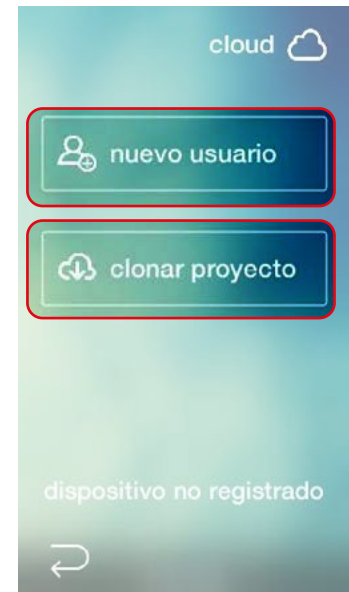 cloud
nuevo usuario
clonar proyecto
dispositivo no registrado